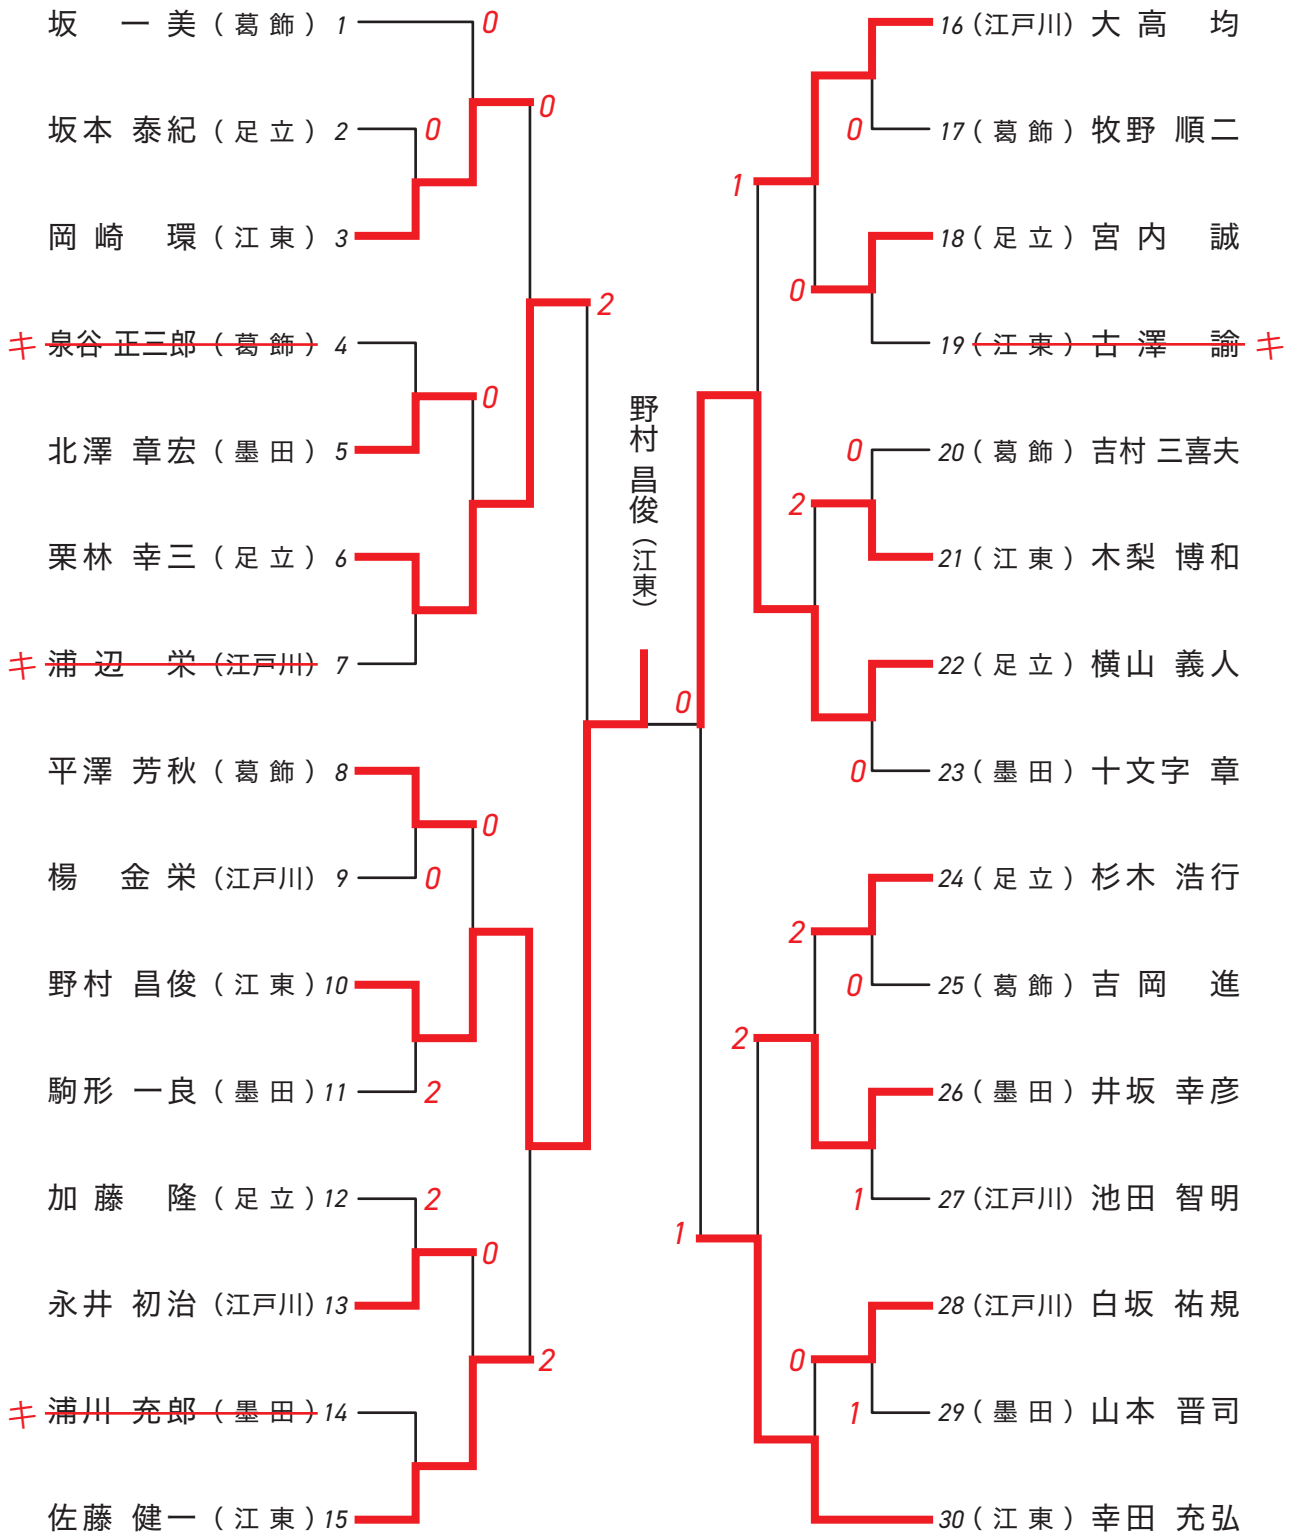 坂 一美 (葛飾) 1
0
坂本 泰紀 (足立) 2
0
0
岡崎 環 (江東) 3
キ 泉谷 正三郎 (葛飾) 4
2
北澤 章宏 (墨田) 5
0
栗林 幸三 (足立) 6
キ 浦辺 栄 (江戸川) 7
平澤 芳秋 (葛飾) 8
0
楊 金栄 (江戸川) 9
0
野村 昌俊 (江東) 10
駒形 一良 (墨田) 11
2
加藤 隆 (足立) 12
2
永井 初治 (江戸川) 13
0
キ 浦川 充郎 (墨田) 14
2
佐藤 健一 (江東) 15
野村 昌俊 (江東)
0
16 (江戸川) 大高 均
0
17 (葛飾) 牧野 順二
1
18 (足立) 宮内 誠
0
19 (江東) 古澤 諭 キ
0
20 (葛飾) 吉村 三喜夫
2
21 (江東) 木梨 博和
22 (足立) 横山 義人
0
23 (墨田) 十文字 章
24 (足立) 杉木 浩行
2
0
25 (葛飾) 吉岡 進
2
26 (墨田) 井坂 幸彦
1
27 (江戸川) 池田 智明
1
28 (江戸川) 白坂 祐規
0
1
29 (墨田) 山本 晋司
30 (江東) 幸田 充弘